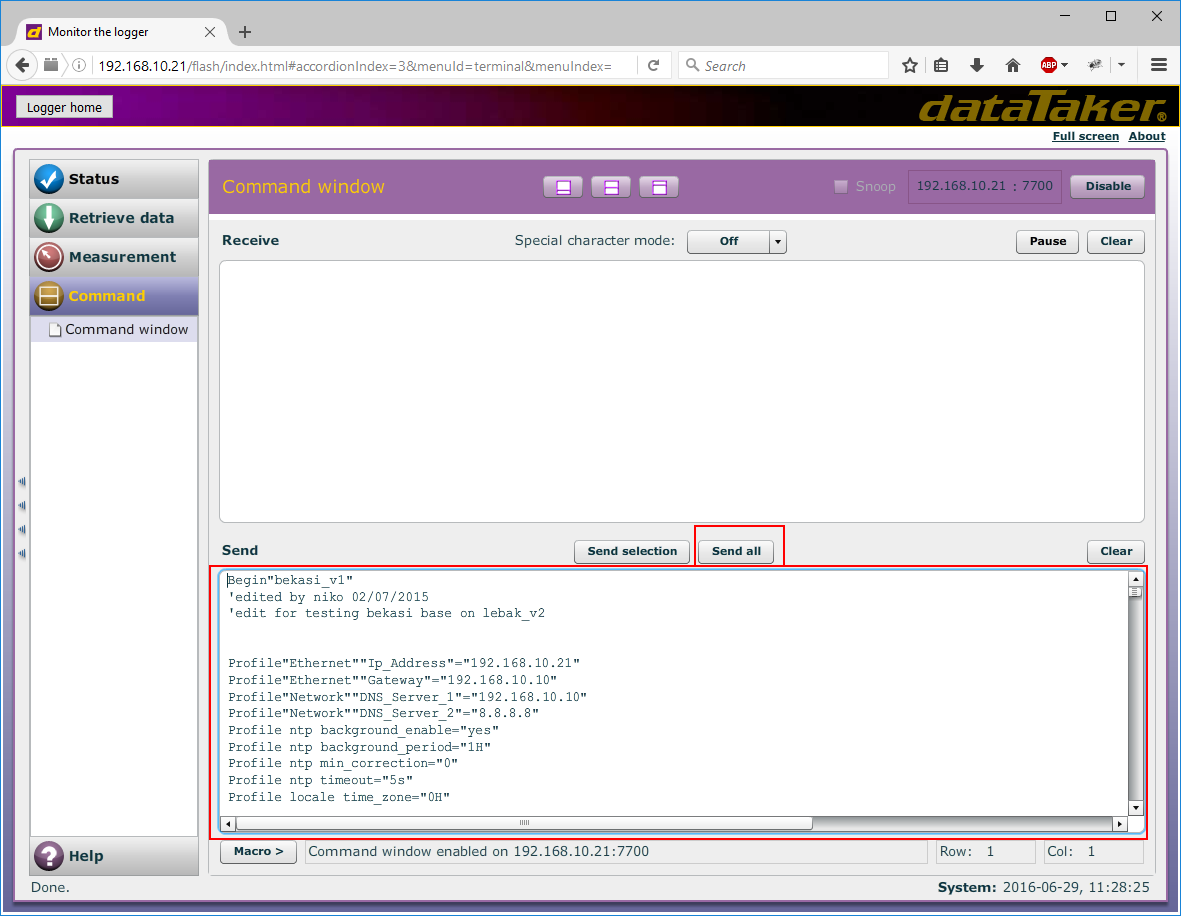 Monitor the logger
192.168.10.21/flash/index.html#accordionIndex=3&menuId=terminal&menuIndex=
Search
ABP
Logger home
dataTaker®
Full screen About
Status
Retrieve data
Measurement
Command
Command window
Help
Command window
Snoop
192.168.10.21 : 7700
Disable
Receive
Special character mode:
Off
Pause
Clear
Send
Send selection
Send all
Clear
Begin"bekasi_v1"
'edited by niko 02/07/2015
'edit for testing bekasi base on lebak_v2
Profile"Ethernet""Ip_Address"="192.168.10.21"
Profile"Ethernet""Gateway"="192.168.10.10"
Profile"Network""DNS_Server_1"="192.168.10.10"
Profile"Network""DNS_Server_2"="8.8.8.8"
Profile ntp background_enable="yes"
Profile ntp background_period="1H"
Profile ntp min_correction="0"
Profile ntp timeout="5s"
Profile locale time_zone="0H"
Macro >
Command window enabled on 192.168.10.21:7700
Row: 1
Col: 1
Done.
System: 2016-06-29, 11:28:25